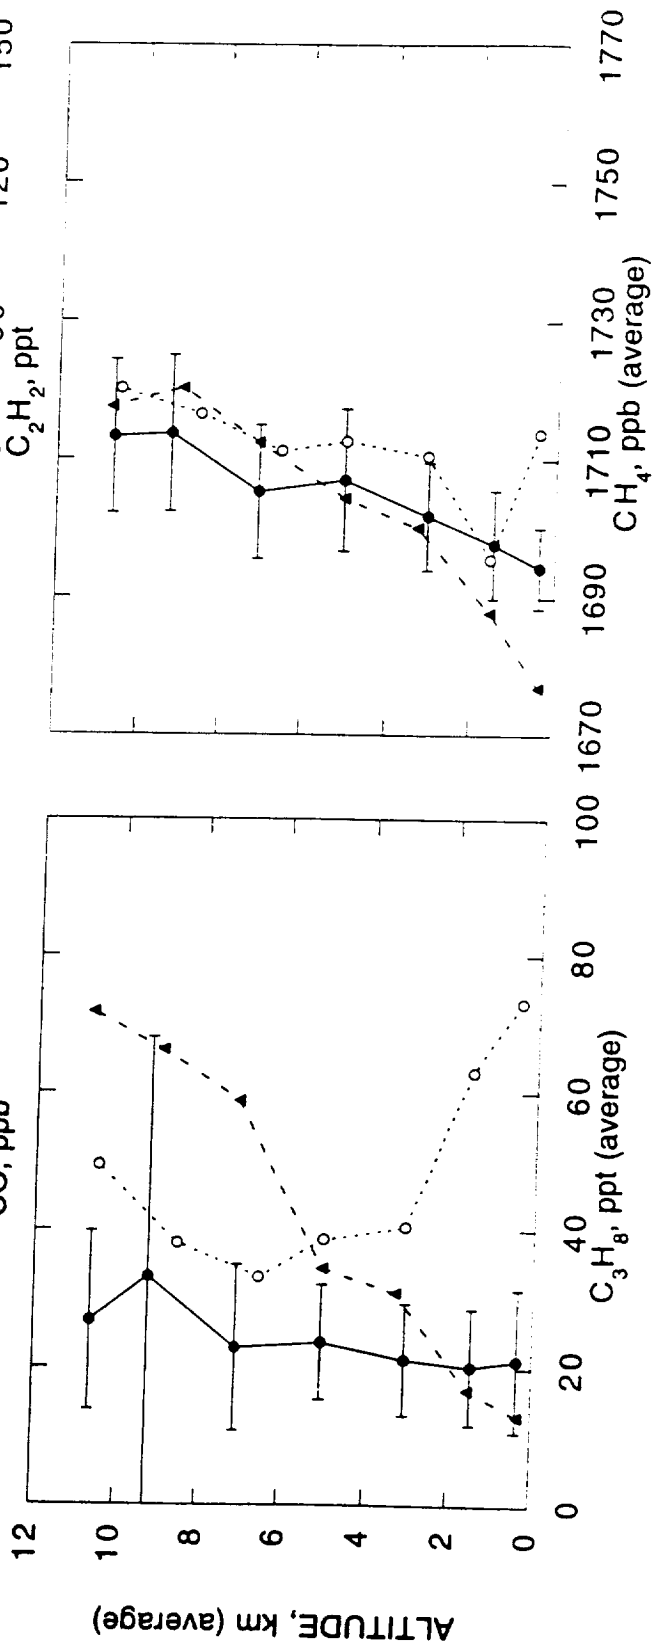 CO, ppb
C₂H₂, ppt
120
150
ALTITUDE, km (average)
12
10
8
6
4
2
0
0 20 40 60 80 100
C₃H₈, ppt (average)
1670 1690 1710 1730 1750 1770
CH₄, ppb (average)